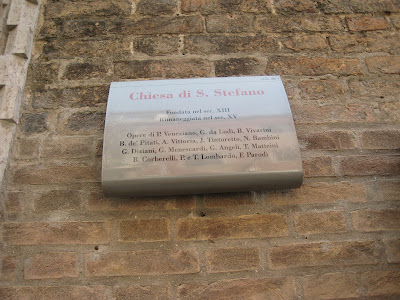 Chiesa di S. Stefano
Fondata nel sec. XIII
Rimaneggiata nel sec. XV
Opere di P. Veneziano, G. da Lodi, B. Vivarini
B. de' Pitati, A. Vittoria, J. Tintoretto, N. Bambini
G. Diziani, G. Menescardi, G. Angeli, T. Matteini
B. Corberelli, P. e T. Lombardo, F. Parodi